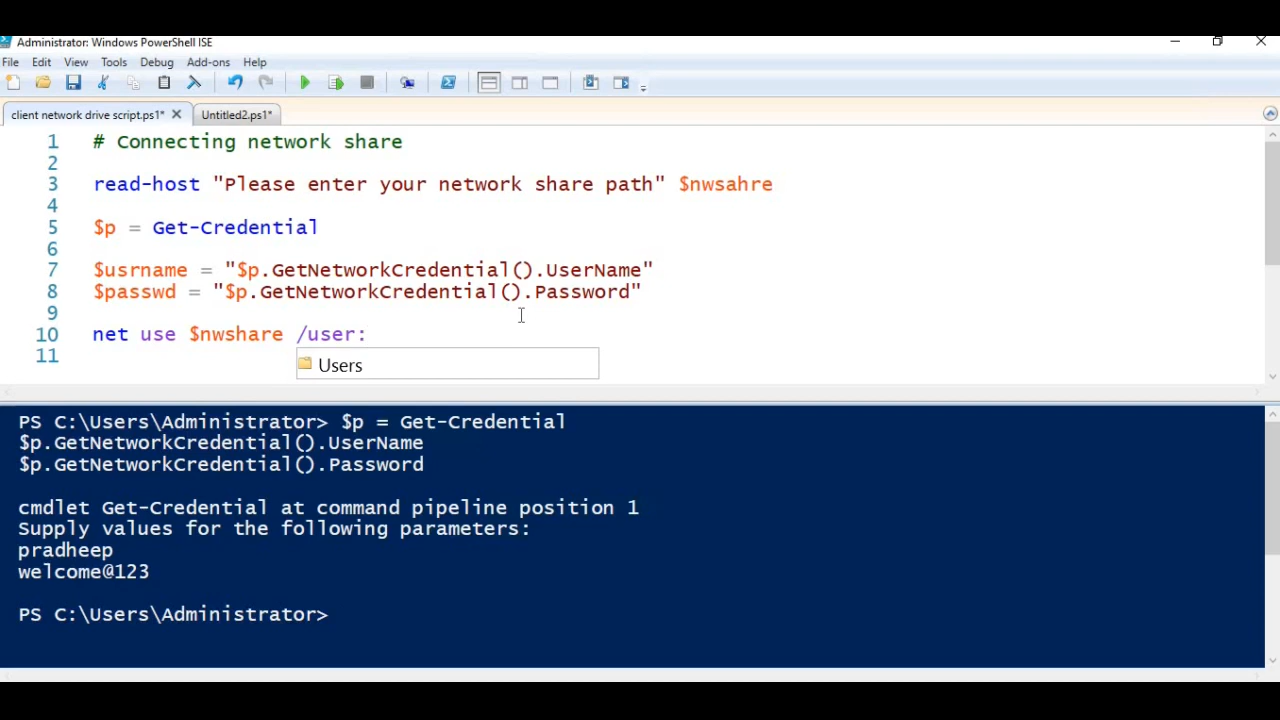 Administrator: Windows PowerShell ISE
File Edit View Tools Debug Add-ons Help
client network drive script.ps1* Untitled2.ps1*
1 # Connecting network share
2
3 read-host "Please enter your network share path" $nwsahre
4
5 $p = Get-Credential
6
7 $usrname = "$p.GetNetworkCredential().UserName"
8 $passwd = "$p.GetNetworkCredential().Password"
9
10 net use $nwshare /user:
11
Users
PS C:\Users\Administrator> $p = Get-Credential
$p.GetNetworkCredential().UserName
$p.GetNetworkCredential().Password
cmdlet Get-Credential at command pipeline position 1
Supply values for the following parameters:
pradheep
welcome@123
PS C:\Users\Administrator>